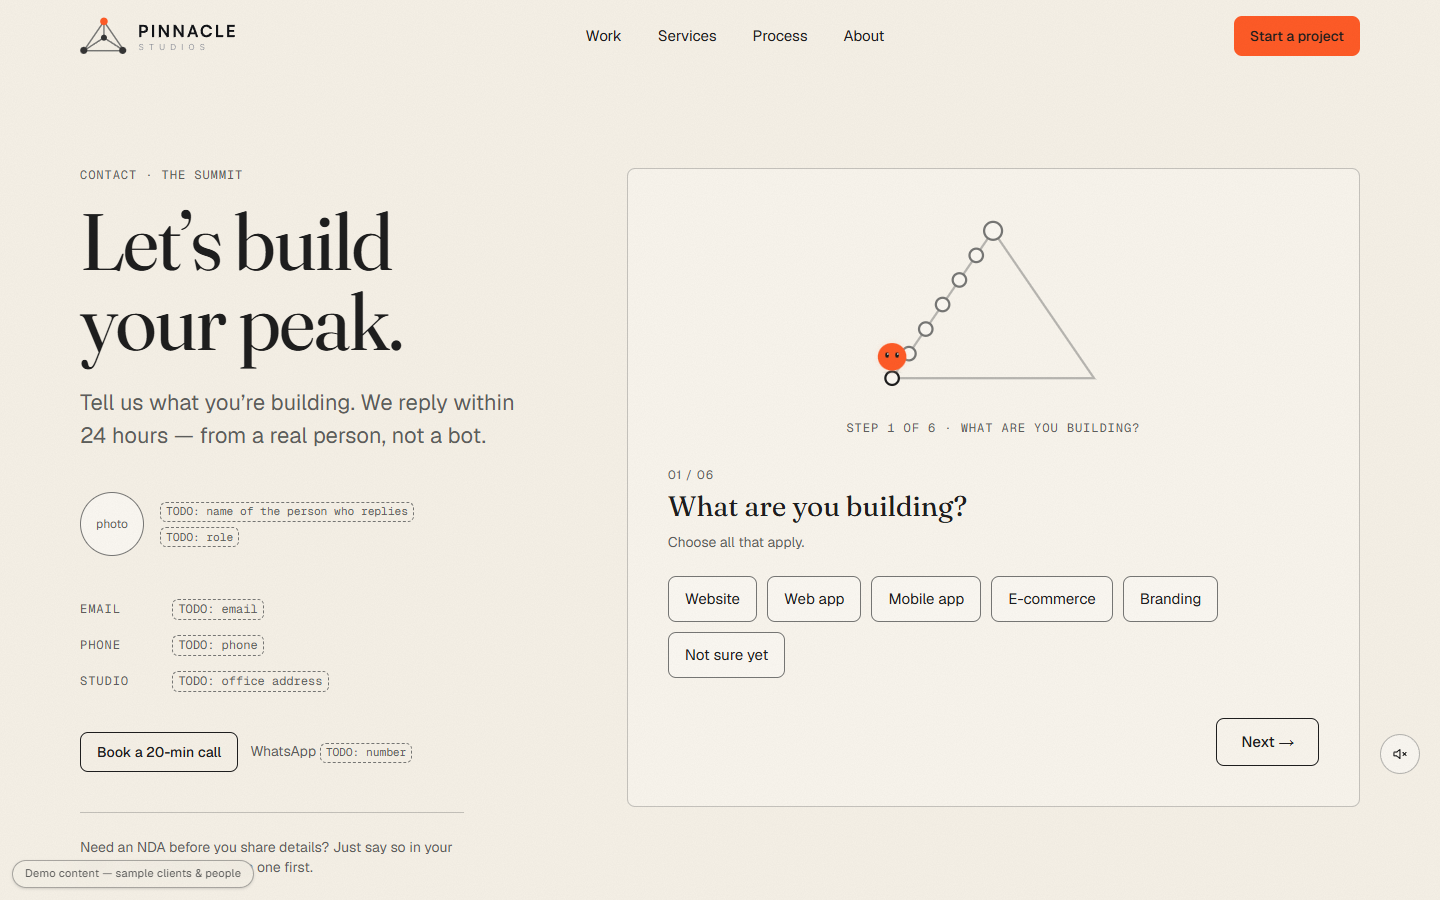 PINNACLE
STUDIOS
Work
Services
Process
About
Start a project
CONTACT · THE SUMMIT
Let’s build
your peak.
Tell us what you’re building. We reply within
24 hours — from a real person, not a bot.
photo
TODO: name of the person who replies
TODO: role
EMAIL TODO: email
PHONE TODO: phone
STUDIO TODO: office address
Book a 20-min call
WhatsApp TODO: number
Need an NDA before you share details? Just say so in your
one first.
Demo content — sample clients & people
STEP 1 OF 6 · WHAT ARE YOU BUILDING?
01 / 06
What are you building?
Choose all that apply.
Website
Web app
Mobile app
E-commerce
Branding
Not sure yet
Next →